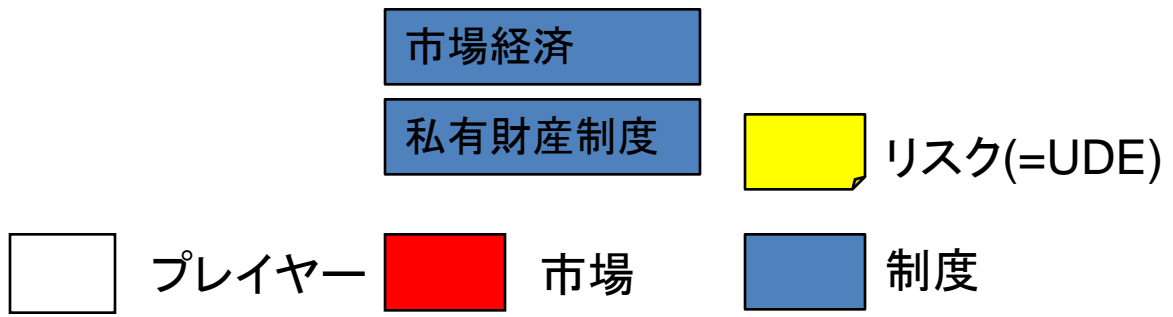 市場経済
私有財産制度
リスク(=UDE)
プレイヤー
市場
制度